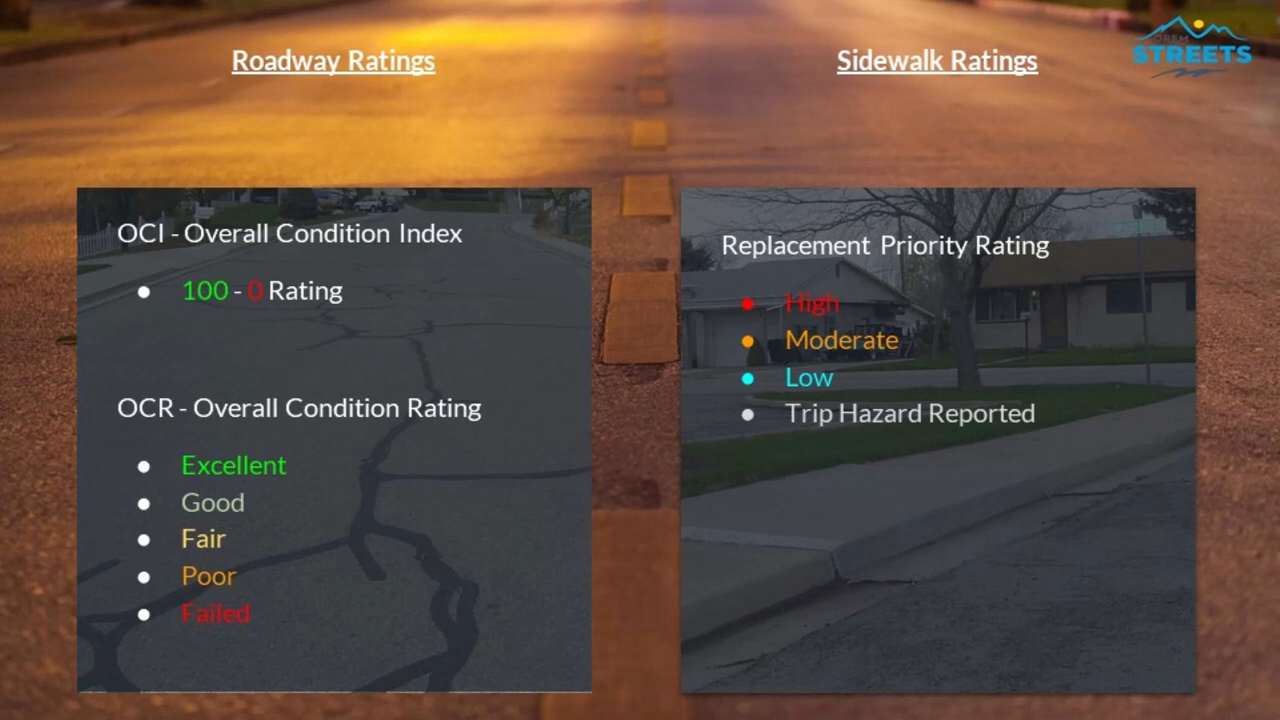 Roadway Ratings
OCI - Overall Condition Index
100 - 0 Rating
OCR - Overall Condition Rating
Excellent
Good
Fair
Poor
Failed
Sidewalk Ratings
OREM
STREETS
Replacement Priority Rating
High
Moderate
Low
Trip Hazard Reported